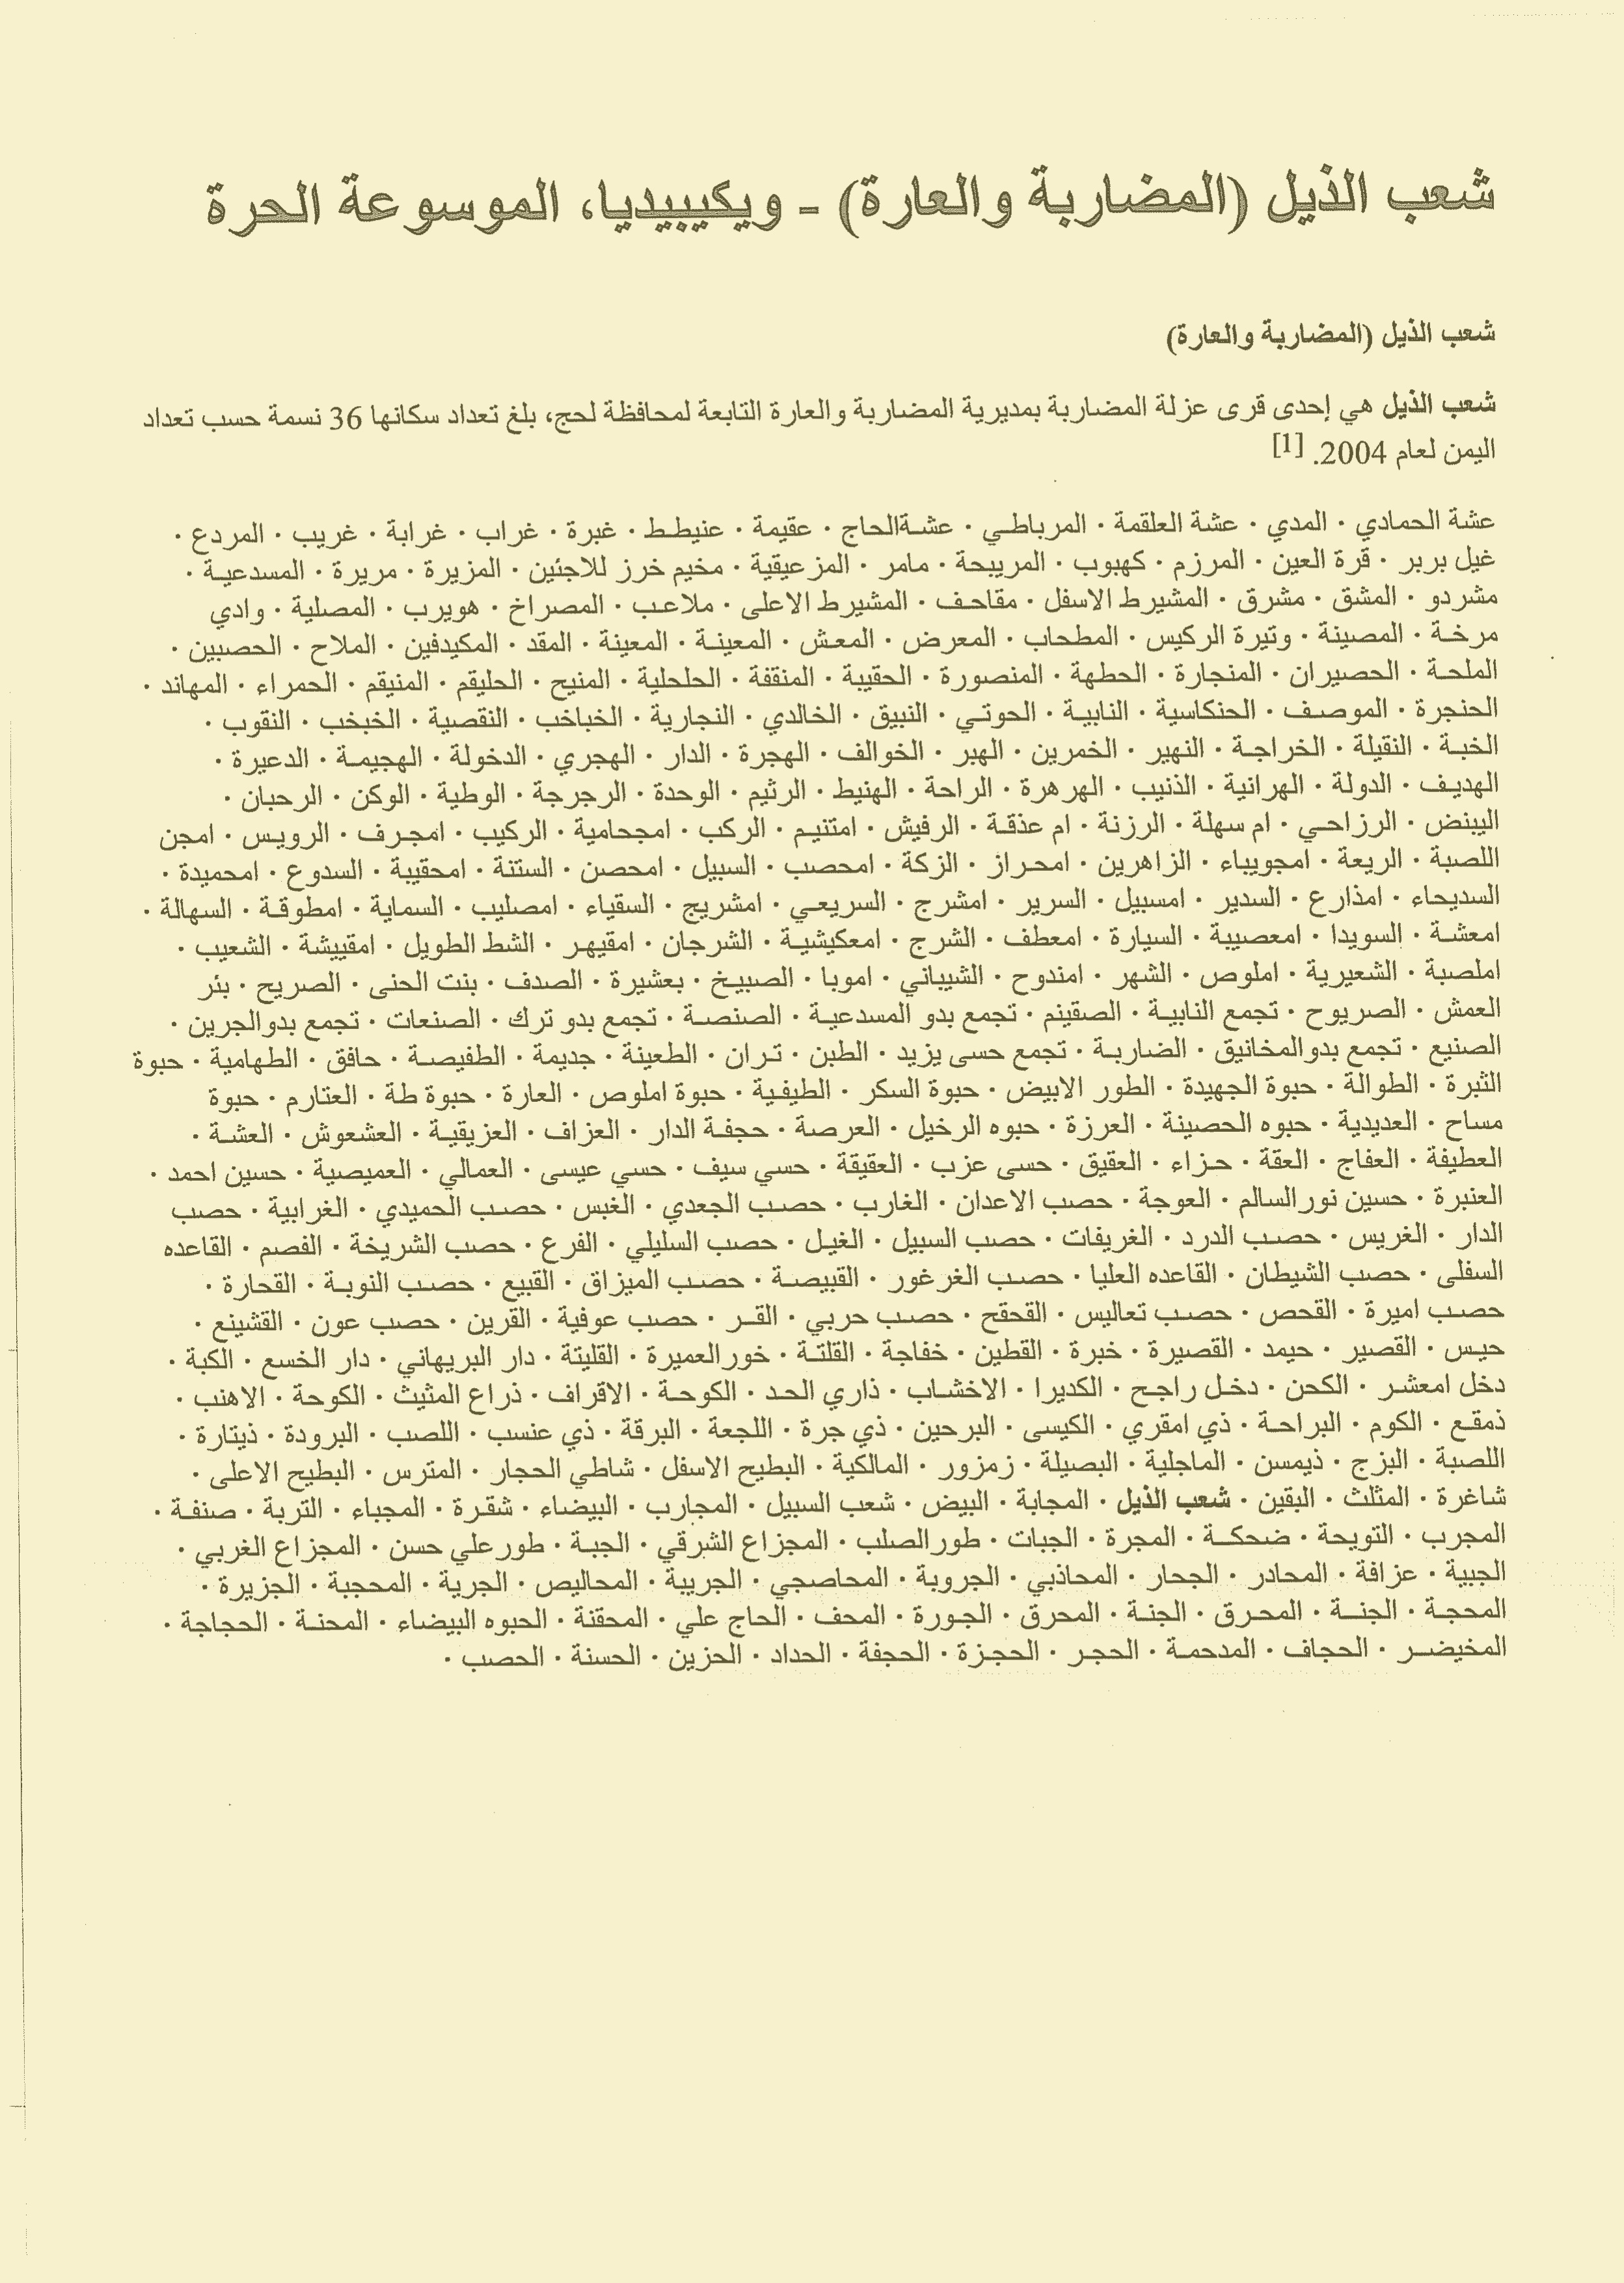 شعب الذيل (المضاربة والعارة) - ويكيبيديا، الموسوعة الحرة
شعب الذيل (المضاربة والعارة)
شعب الذيل هي إحدى قرى عزلة المضاربة بمديرية المضاربة والعارة التابعة لمحافظة لحج، بلغ تعداد سكانها 36 نسمة حسب تعداد
اليمن لعام 2004. [1]
عشة الحمادي · المدي · عشة العلقمة · المرباطي · عشةالحاج · عقيمة · عنيطط · غبرة · غراب · غرابة · غريب · المردع ·
غيل بربر · قرة العين · المرزم · كهبوب · المريبحة · مامر · المزعيقية · مخيم خرز للاجئين · المزيرة · مريرة · المسدعية ·
مشردو · المشق · مشرق · المشيرط الاسفل · مقاحف · المشيرط الاعلى · ملاعب · المصراخ · هويرب · المصلية · وادي
مرخة · المصينة · وتيرة الركيس · المطحاب · المعرض · المعش · المعينة · المعينة · المقد · المكيدفين · الملاح · الحصبين ·
الملحة · الحصيران · المنجارة · الحطهة · المنصورة · الحقيبة · المنقفة · الحلحلية · المنيح · الحليقم · المنيقم · الحمراء · المهاند ·
الحنجرة · الموصف · الحنكاسية · النابية · الحوتي · النبيق · الخالدي · النجارية · الخباخب · النقصية · الخبخب · النقوب ·
الخبة · النقيلة · الخراجة · النهير · الخمرين · الهبر · الخوالف · الهجرة · الدار · الهجري · الدخولة · الهجيمة · الدعيرة ·
الهديف · الدولة · الهرانية · الذنيب · الهرهرة · الراحة · الهنيط · الرثيم · الوحدة · الرجرجة · الوطية · الوكن · الرحبان ·
اليبنض · الرزاحي · ام سهلة · الرزنة · ام عذقة · الرفيش · امتنيم · الركب · امجحامية · الركيب · امجرف · الرويس · امجن
اللصبة · الريعة · امجويباء · الزاهرين · امحراز · الزكة · امحصب · السبيل · امحصن · الستتة · امحقيبة · السدوع · امحميدة ·
السديحاء · امذارع · السدير · امسبيل · السرير · امشرج · السريعي · امشريج · السقياء · امصليب · السماية · امطوقة · السهالة ·
امعشة · السويدا · امعصيبة · السيارة · امعطف · الشرج · امعكيشية · الشرجان · امقيهر · الشط الطويل · امقييشة · الشعيب ·
املصبة · الشعيرية · املوص · الشهر · امندوح · الشيباني · اموبا · الصبيخ · بعشيرة · الصدف · بنت الحنى · الصريح · بئر
العمش · الصريوح · تجمع النابية · الصقينم · تجمع بدو المسدعية · الصنصة · تجمع بدو ترك · الصنعات · تجمع بدوالجرين ·
الصنيع · تجمع بدوالمخانيق · الضاربة · تجمع حسى يزيد · الطبن · تران · الطعينة · جديمة · الطفيصة · حافق · الطهامية · حبوة
الثبرة · الطوالة · حبوة الجهيدة · الطور الابيض · حبوة السكر · الطيفية · حبوة املوص · العارة · حبوة طة · العتارم · حبوة
مساح · العديدية · حبوه الحصينة · العرزة · حبوه الرخيل · العرصة · حجفة الدار · العزاف · العزيقية · العشعوش · العشة ·
العطيفة · العفاج · العقة · حزاء · العقيق · حسى عزب · العقيقة · حسي سيف · حسي عيسى · العمالي · العميصية · حسين احمد ·
العنبرة · حسين نورالسالم · العوجة · حصب الاعدان · الغارب · حصب الجعدي · الغبس · حصب الحميدي · الغرابية · حصب
الدار · الغريس · حصب الدرد · الغريفات · حصب السبيل · الغيل · حصب السليلي · الفرع · حصب الشريخة · الفصم · القاعده
السفلى · حصب الشيطان · القاعده العليا · حصب الغرغور · القبيصة · حصب الميزاق · القبيع · حصب النوبة · القحارة ·
حصب اميرة · القحص · حصب تعاليس · القحقح · حصب حربي · القر · حصب عوفية · القرين · حصب عون · القشينع ·
حيس · القصير · حيمد · القصيرة · خبرة · القطين · خفاجة · القلتة · خورالعميرة · القليتة · دار البريهاني · دار الخسع · الكبة ·
دخل امعشر · الكحن · دخل راجح · الكديرا · الاخشاب · ذاري الحد · الكوحة · الاقراف · ذراع المثيث · الكوحة · الاهنب ·
ذمقع · الكوم · البراحة · ذي امقري · الكيسى · البرحين · ذي جرة · اللجعة · البرقة · ذي عنسب · اللصب · البرودة · ذيتارة ·
اللصبة · البزج · ذيمسن · الماجلية · البصيلة · زمزور · المالكية · البطيح الاسفل · شاطي الحجار · المترس · البطيح الاعلى ·
شاغرة · المثلث · البقين · شعب الذيل · المجابة · البيض · شعب السبيل · المجارب · البيضاء · شقرة · المجباء · التربة · صنفة ·
المجرب · التويحة · ضحكة · المجرة · الجبات · طورالصلب · المجزاع الشرقي · الجبة · طورعلي حسن · المجزاع الغربي ·
الجبية · عزافة · المحادر · الجحار · المحاذبي · الجروبة · المحاصجي · الجريبة · المحاليص · الجرية · المحجبة · الجزيرة ·
المحجة · الجنة · المحرق · الجنة · المحرق · الجورة · المحف · الحاج علي · المحقنة · الحبوه البيضاء · المحنة · الحجاجة ·
المخيضر · الحجاف · المدحمة · الحجر · الحجزة · الحجفة · الحداد · الحزين · الحسنة · الحصب ·